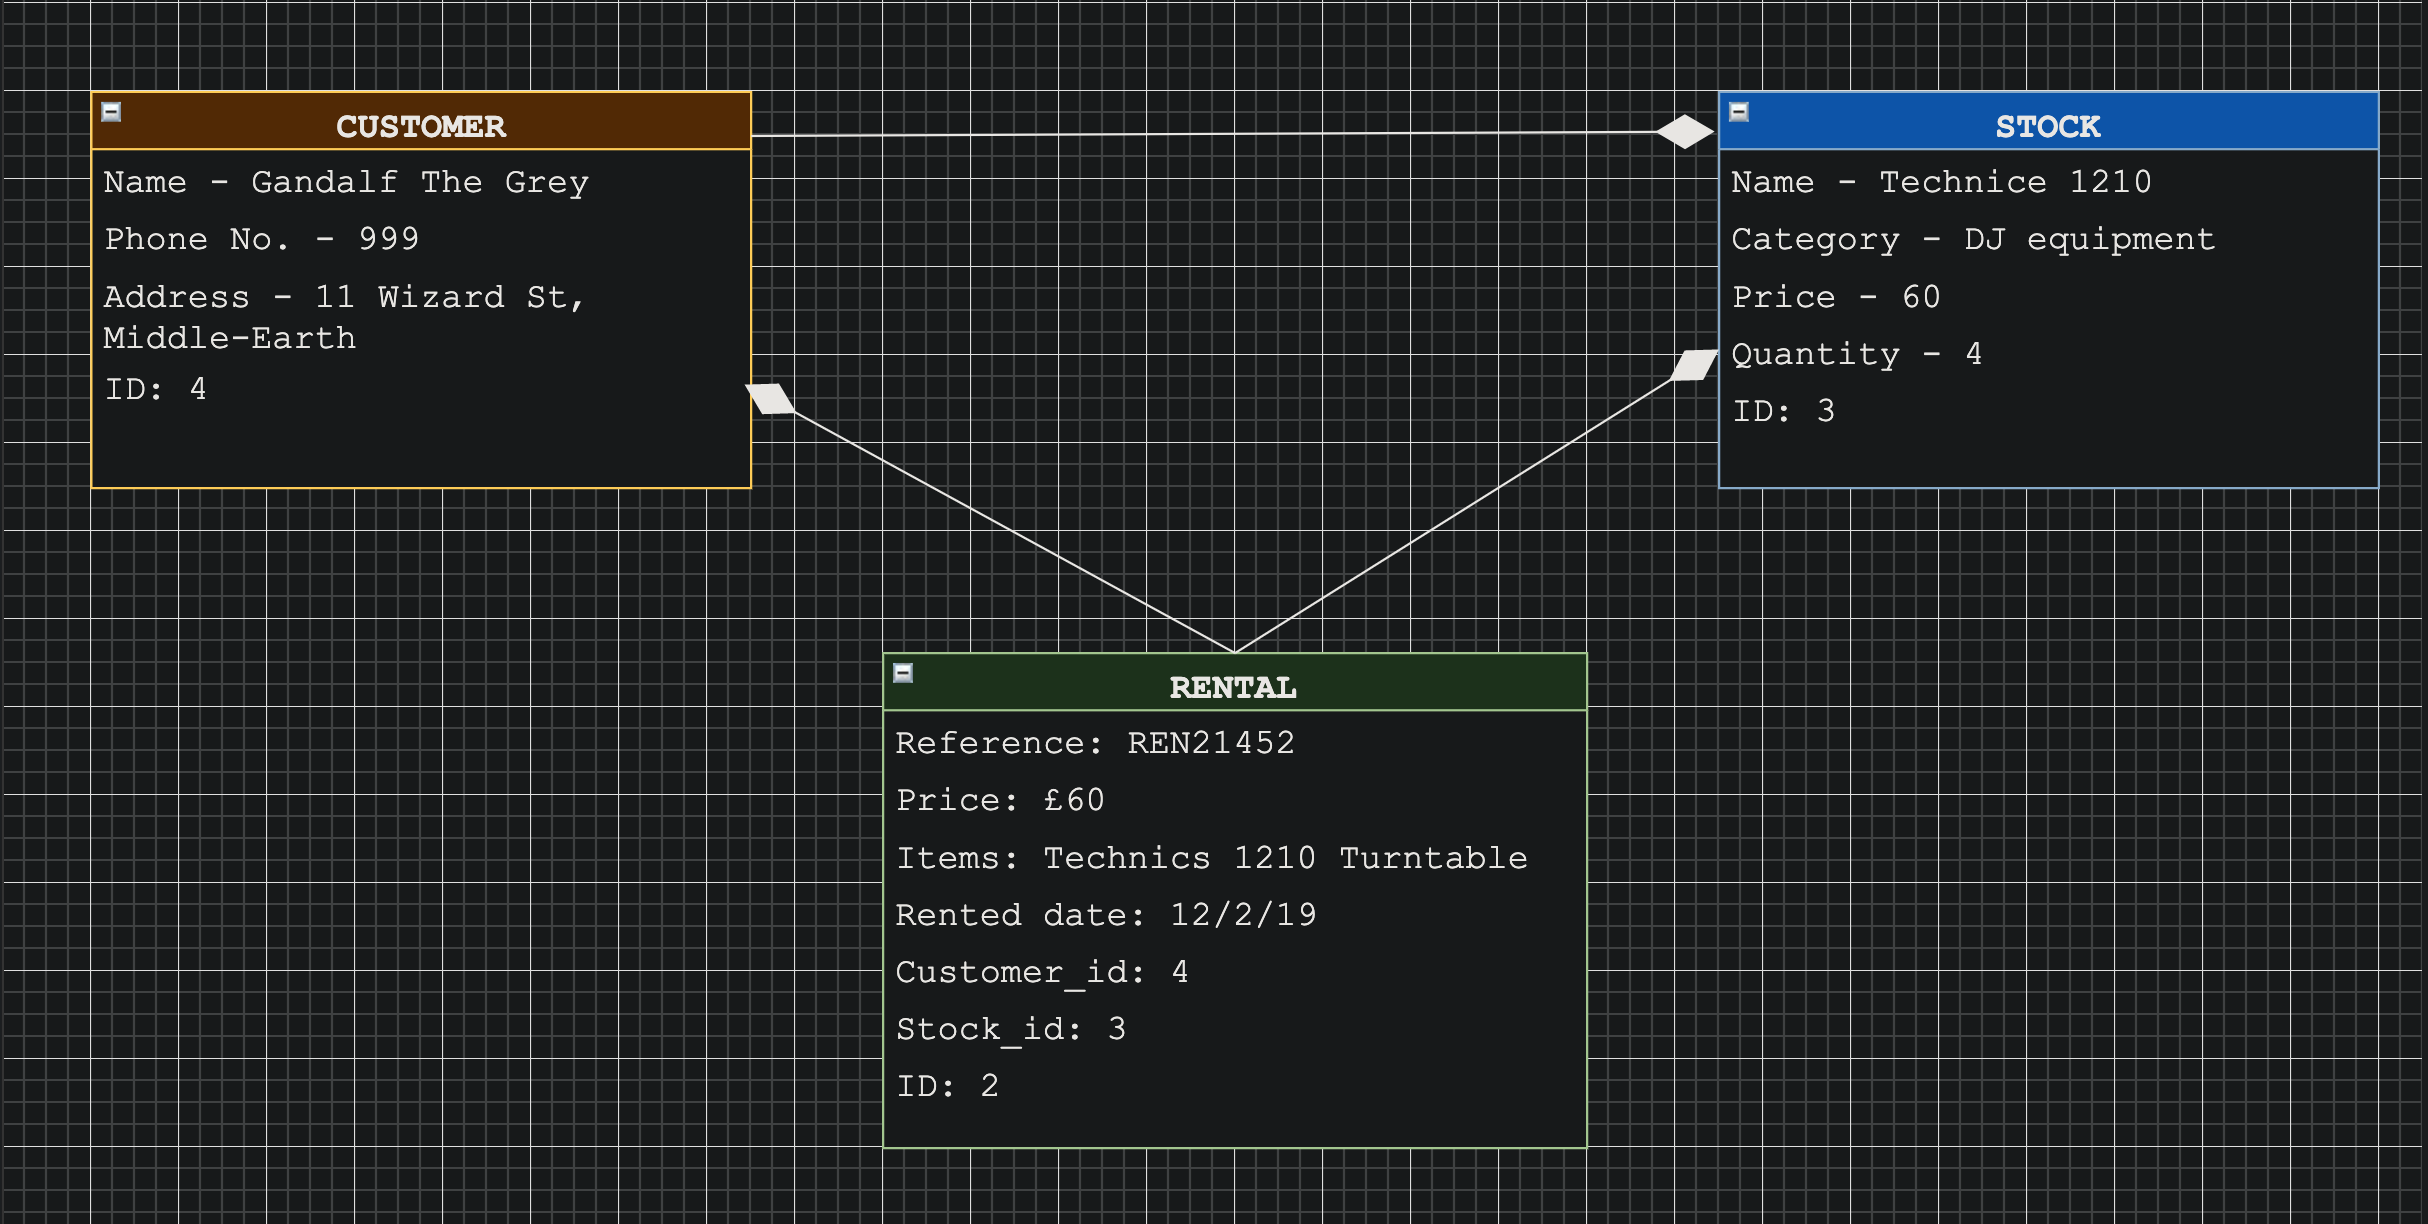 CUSTOMER
Name - Gandalf The Grey
Phone No. - 999
Address - 11 Wizard St,
Middle-Earth
ID: 4
STOCK
Name - Technice 1210
Category - DJ equipment
Price - 60
Quantity - 4
ID: 3
RENTAL
Reference: REN21452
Price: £60
Items: Technics 1210 Turntable
Rented date: 12/2/19
Customer_id: 4
Stock_id: 3
ID: 2